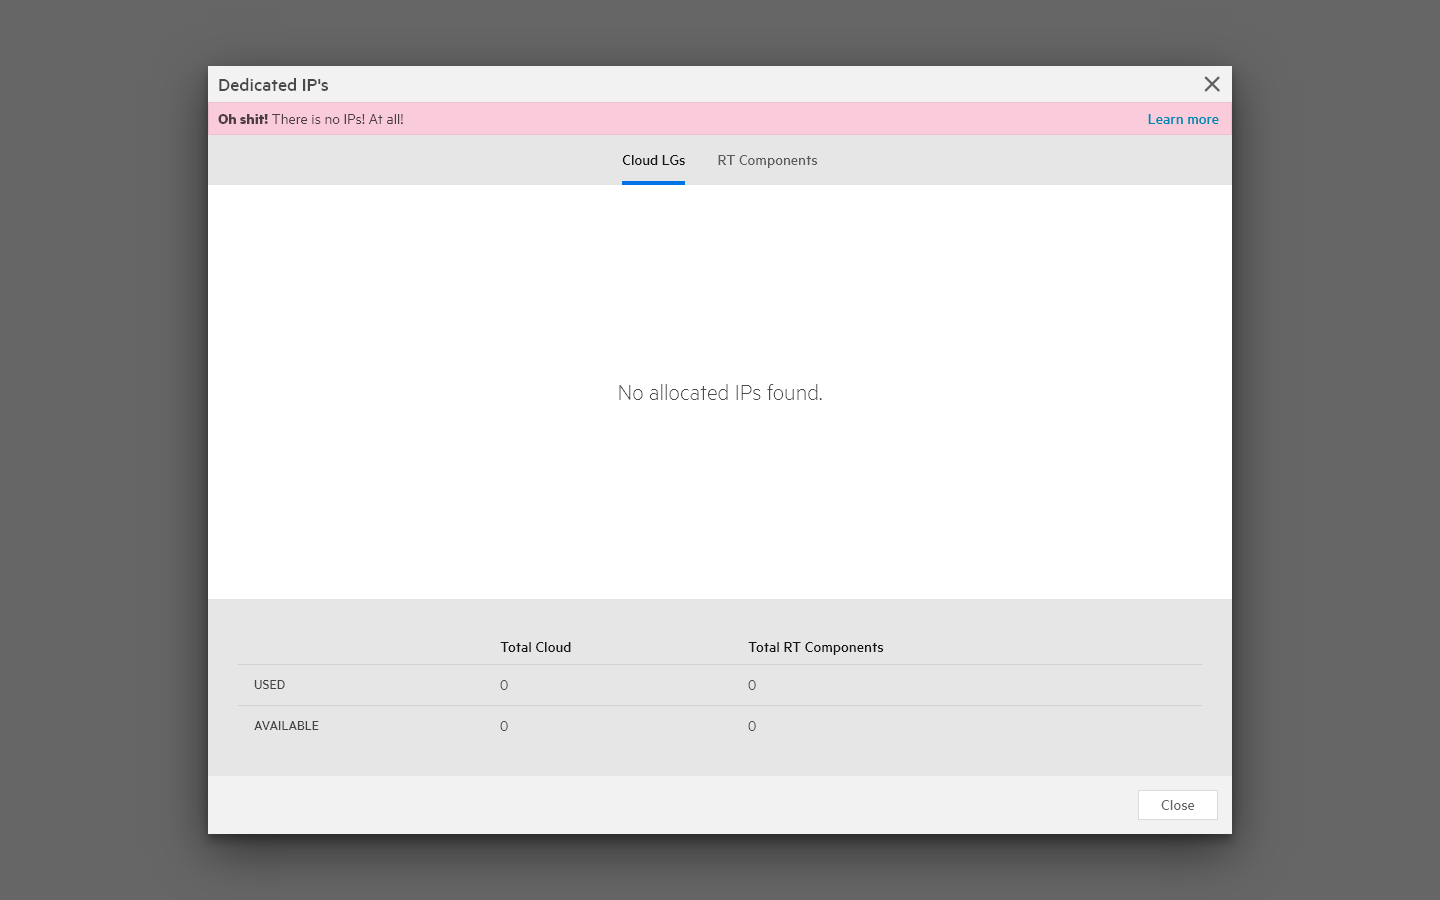 Dedicated IP's
Oh shit! There is no IPs! At all!
Learn more
Cloud LGs
RT Components
No allocated IPs found.
Total Cloud
Total RT Components
USED
0
0
AVAILABLE
0
0
Close